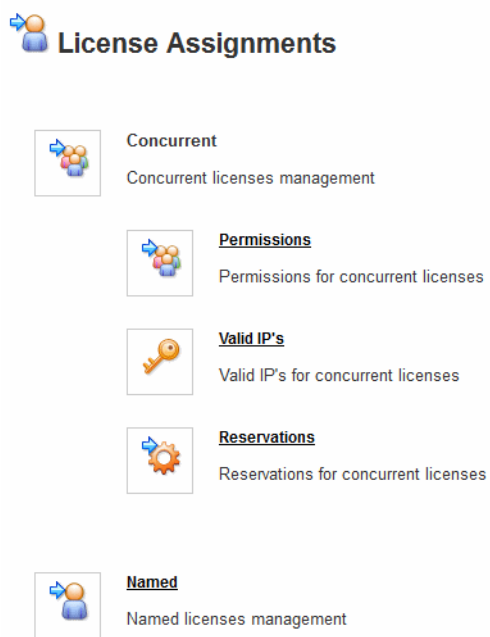 License Assignments
Concurrent
Concurrent licenses management
Permissions
Permissions for concurrent licenses
Valid IP's
Valid IP's for concurrent licenses
Reservations
Reservations for concurrent licenses
Named
Named licenses management